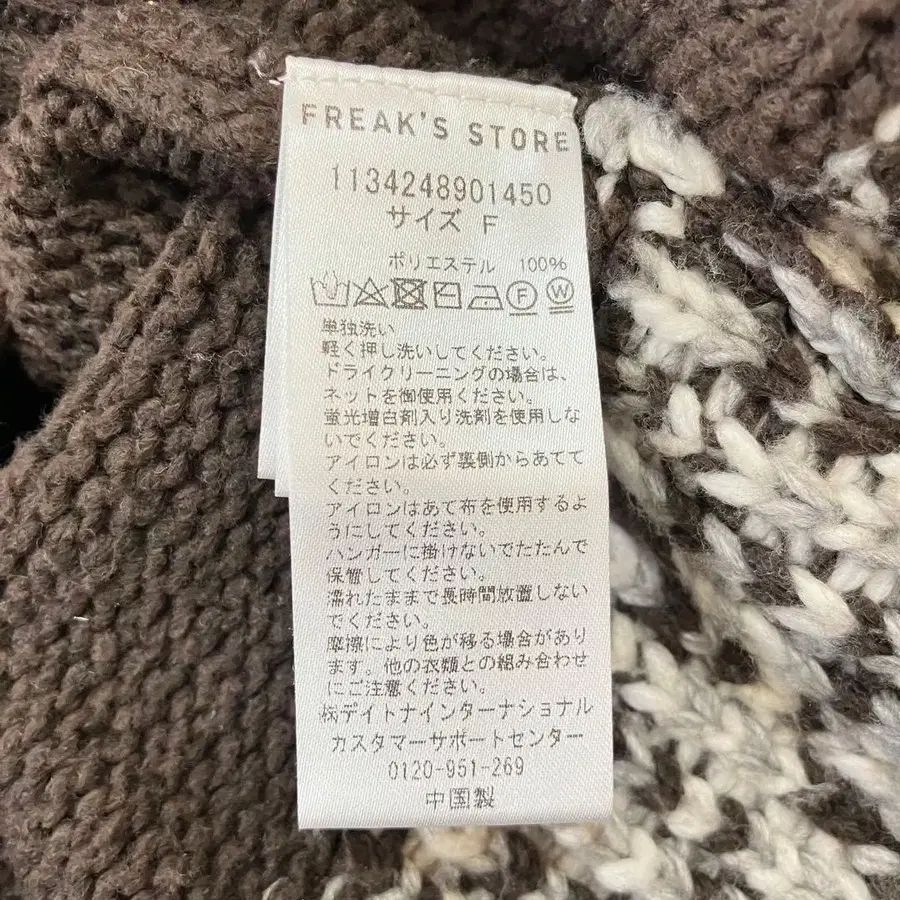 FREAK'S STORE
1134248901450
サイズ F
ポリエステル 100%
F W
単独洗い
軽く押し洗いしてください。
ドライクリーニングの場合は、
ネットを御使用ください。
蛍光増白剤入り洗剤を使用しな
いでください。
アイロンは必ず裏側からあてて
ください。
アイロンはあて布を使用するよ
うにしてください。
ハンガーに掛けないでたたんで
保管してください。
濡れたままで長時間放置しない
でください。
摩擦により色が移る場合があり
ます。他の衣類との組み合わせ
にご注意ください。
㈱デイトナインターナショナル
カスタマーサポートセンター
0120-951-269
中国製